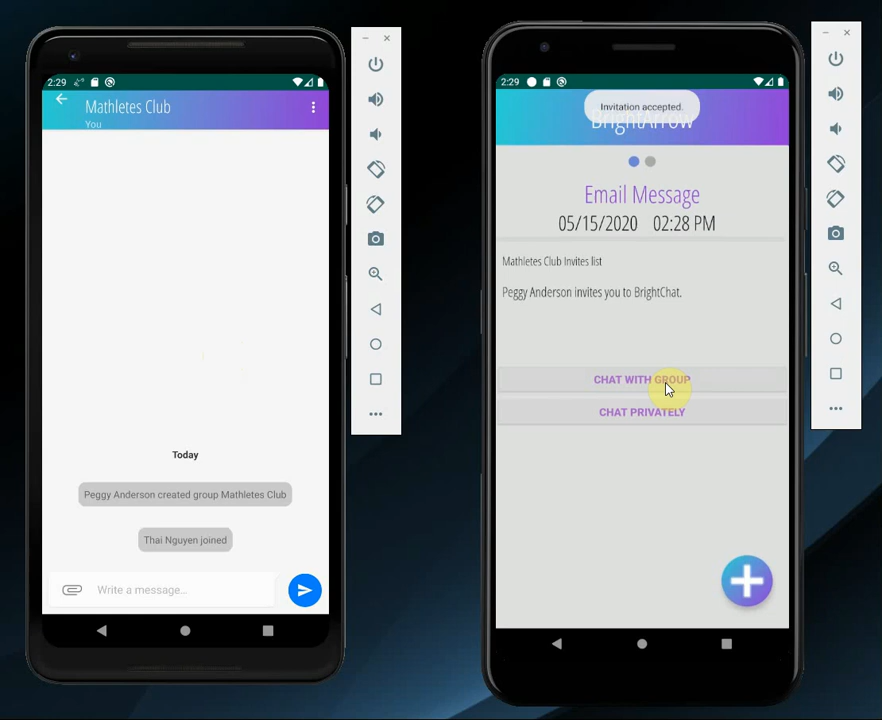 2:29
Mathletes Club
You
Today
Peggy Anderson created group Mathletes Club
Thai Nguyen joined
Write a message...
2:29
Invitation accepted.
BrightArrow
Email Message
05/15/2020 02:28 PM
Mathletes Club Invites list
Peggy Anderson invites you to BrightChat.
CHAT WITH GROUP
CHAT PRIVATELY